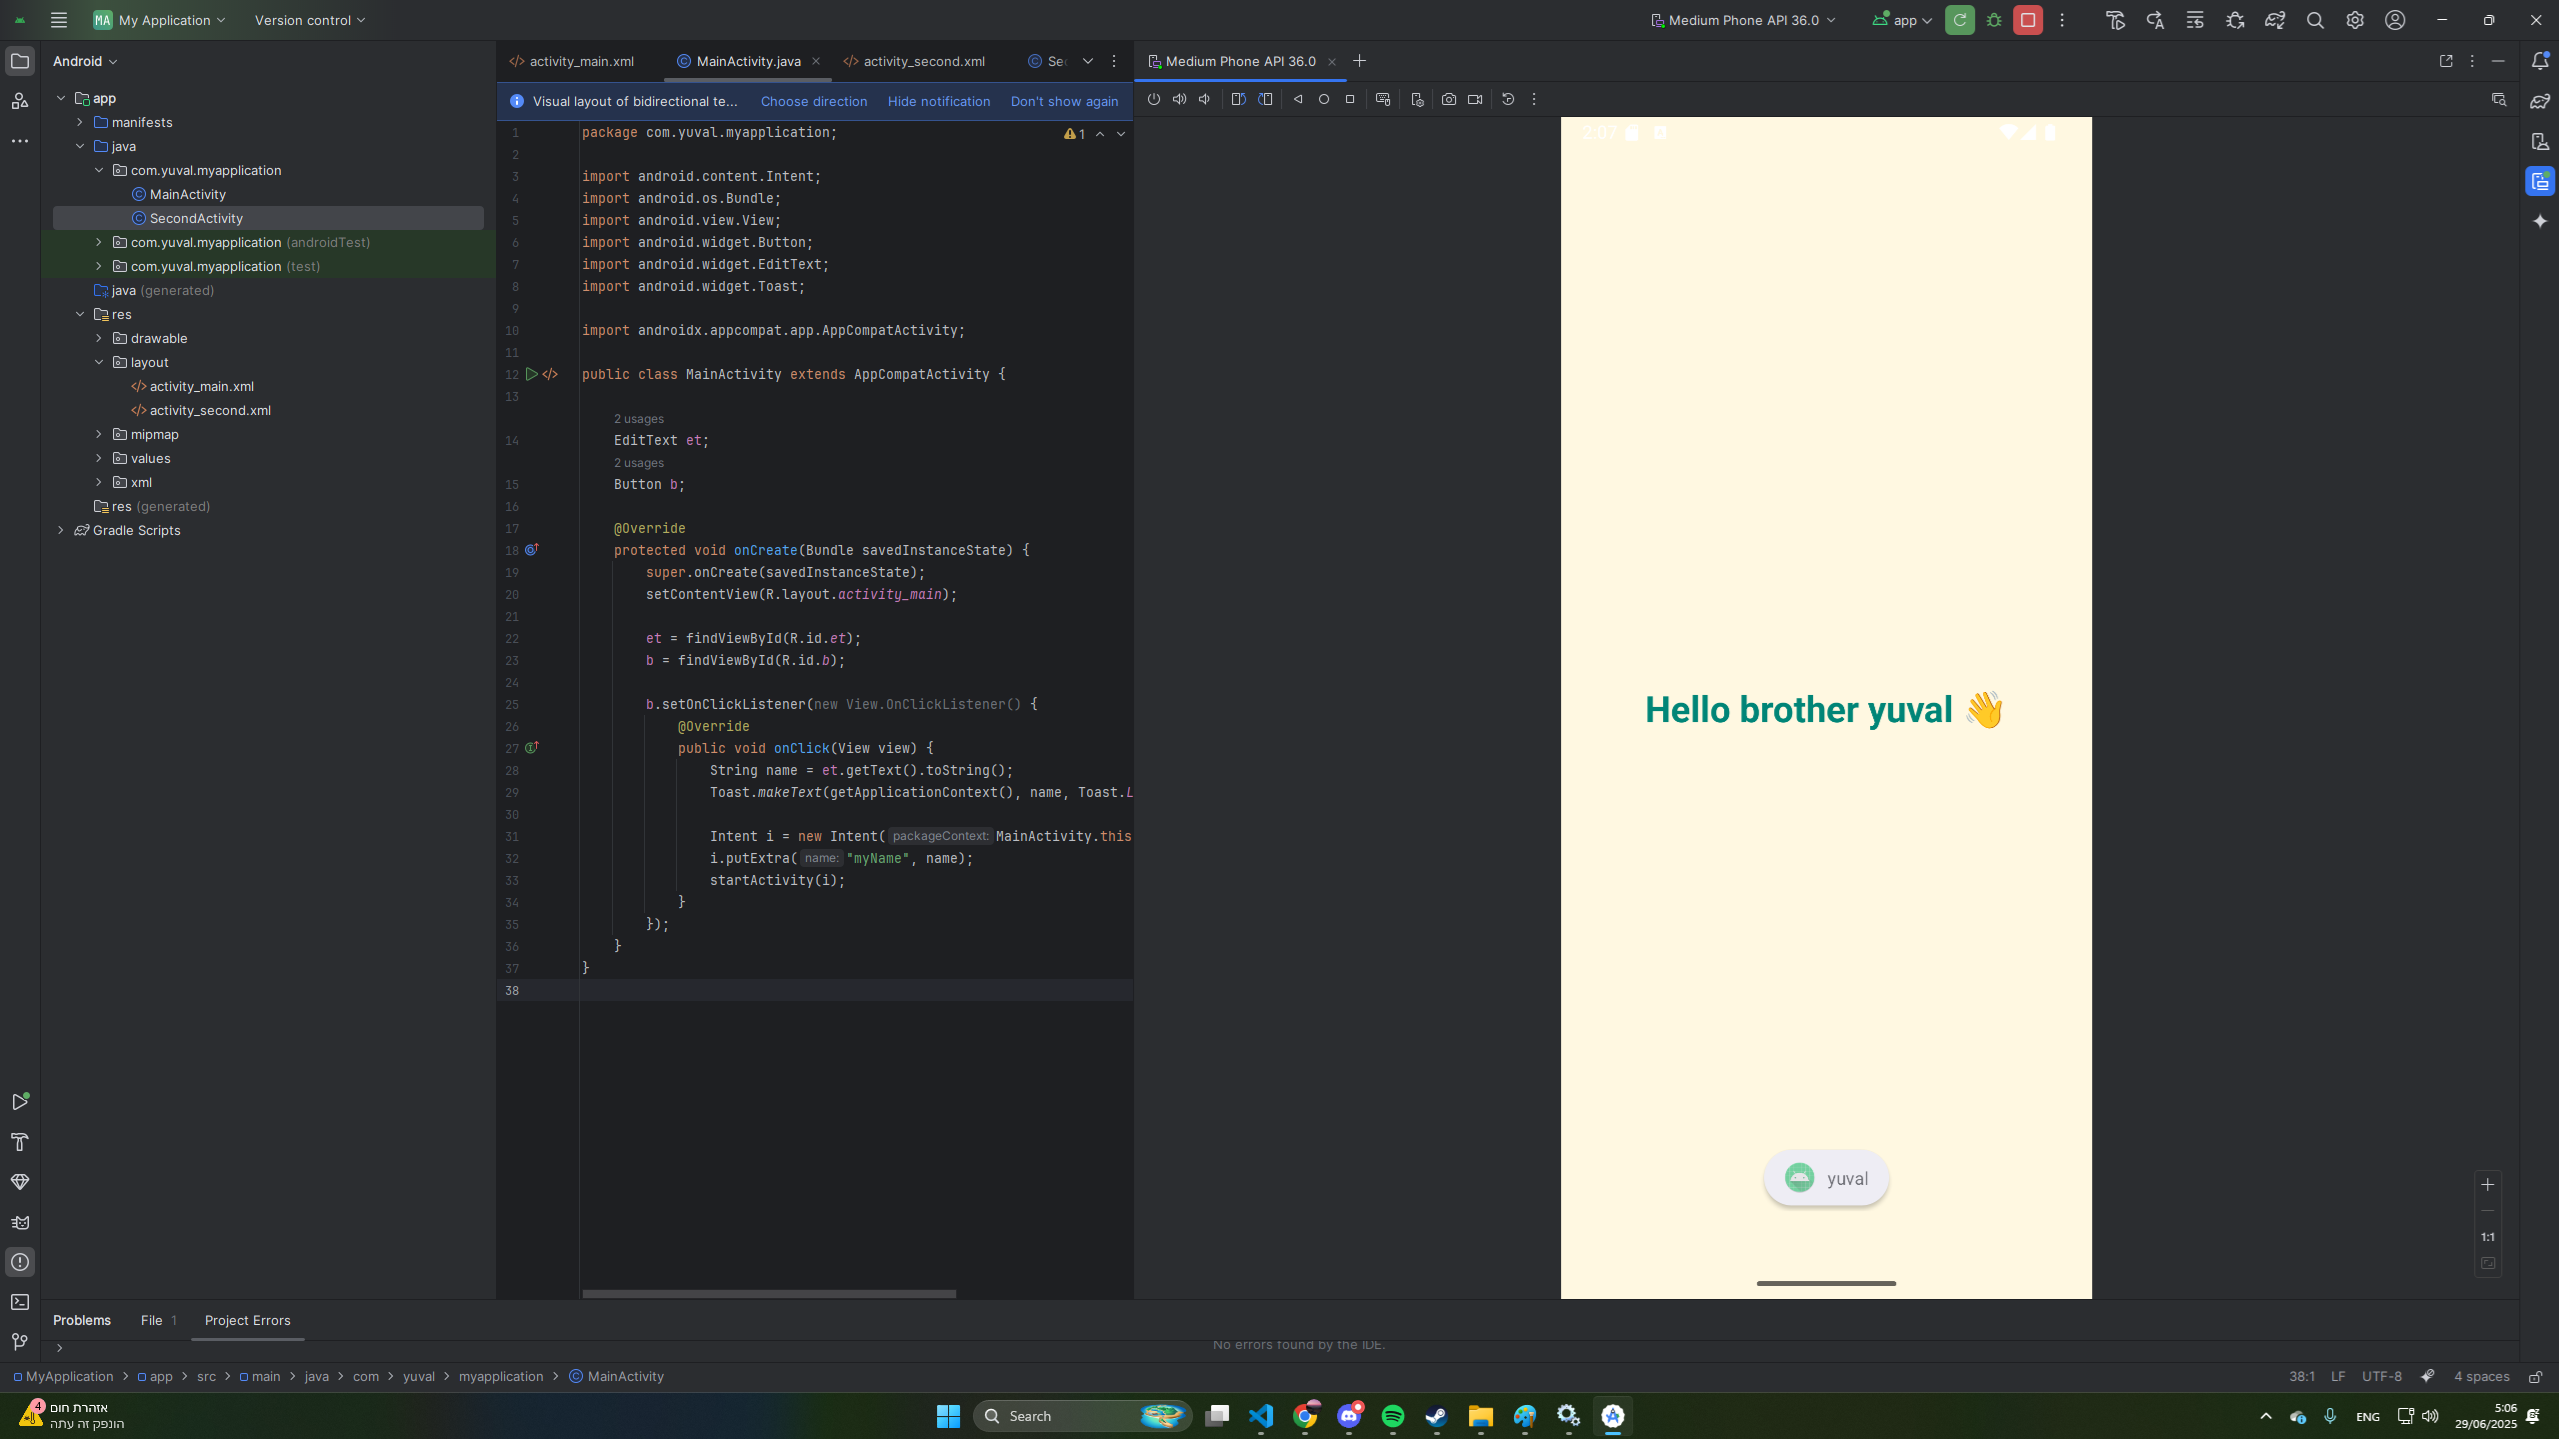 MA My Application
Version control
Medium Phone API 36.0
app
Android
app
manifests
java
com.yuval.myapplication
MainActivity
SecondActivity
com.yuval.myapplication (androidTest)
com.yuval.myapplication (test)
java (generated)
res
drawable
layout
activity_main.xml
activity_second.xml
mipmap
values
xml
res (generated)
Gradle Scripts
activity_main.xml
MainActivity.java
activity_second.xml
Visual layout of bidirectional te...
Choose direction
Hide notification
Don't show again
1
1 package com.yuval.myapplication;
2
3 import android.content.Intent;
4 import android.os.Bundle;
5 import android.view.View;
6 import android.widget.Button;
7 import android.widget.EditText;
8 import android.widget.Toast;
9
10 import androidx.appcompat.app.AppCompatActivity;
11
12 public class MainActivity extends AppCompatActivity {
13
2 usages
14 EditText et;
2 usages
15 Button b;
16
17 @Override
18 protected void onCreate(Bundle savedInstanceState) {
19 super.onCreate(savedInstanceState);
20 setContentView(R.layout.activity_main);
21
22 et = findViewById(R.id.et);
23 b = findViewById(R.id.b);
24
25 b.setOnClickListener(new View.OnClickListener() {
26 @Override
27 public void onClick(View view) {
28 String name = et.getText().toString();
29 Toast.makeText(getApplicationContext(), name, Toast.L
30
31 Intent i = new Intent( packageContext: MainActivity.this
32 i.putExtra( name: "myName", name);
33 startActivity(i);
34 }
35 });
36 }
37 }
38
Medium Phone API 36.0
2:07
Hello brother yuval 👋
yuval
1:1
Problems
File 1
Project Errors
No errors found by the IDE.
MyApplication > app > src > main > java > com > yuval > myapplication > MainActivity
38:1 LF UTF-8 4 spaces
4
אזהרת חום
הונפק זה עתה
Search
ENG
5:06
29/06/2025